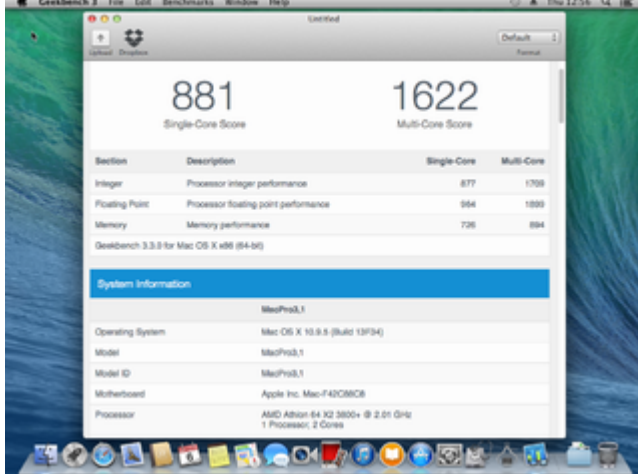 Geekbench 3 File Edit Benchmarks Window Help Thu 12:56
Untitled
Upload Dropbox Default
Format
881 1622
Single-Core Score Multi-Core Score
Section Description Single-Core Multi-Core
Integer Processor integer performance 877 1709
Floating Point Processor floating point performance
Memory Memory performance 894
Geekbench 3.3.0 for Mac OS X x86 (64-bit)
System Information
MacPro3,1
Operating System Mac OS X 10.9.5 (Build 13F34)
Model MacPro3,1
Model ID MacPro3,1
Motherboard Apple Inc. Mac-F42C88C8
Processor AMD Athlon 64 X2 3800+ @ 2.01 GHz
1 Processor, 2 Cores